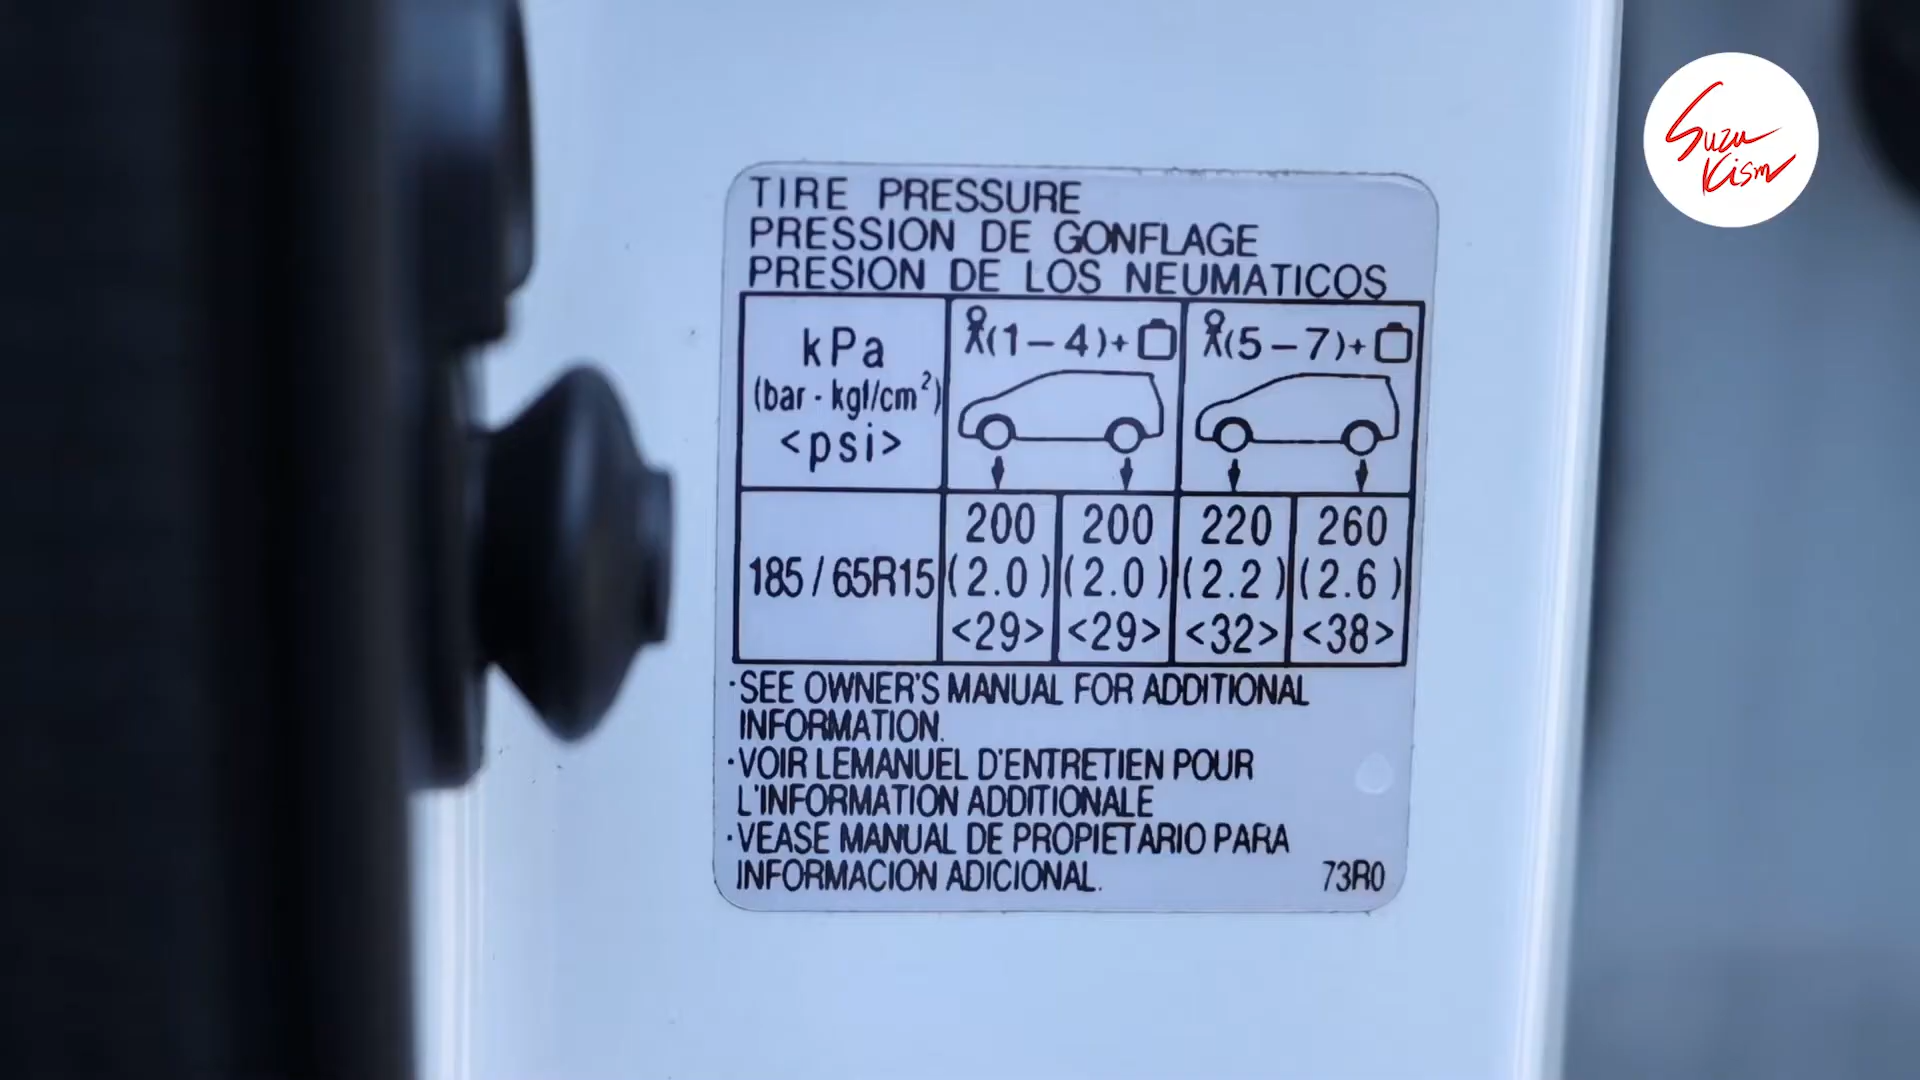 Suzu
Kism
TIRE PRESSURE
PRESSION DE GONFLAGE
PRESION DE LOS NEUMATICOS
kPa
(bar · kgf/cm²)
<psi>
(1–4)+
(5–7)+
185/65R15
200 200 220 260
(2.0) (2.0) (2.2) (2.6)
<29> <29> <32> <38>
·SEE OWNER'S MANUAL FOR ADDITIONAL
INFORMATION.
·VOIR LEMANUEL D'ENTRETIEN POUR
L'INFORMATION ADDITIONALE
·VEASE MANUAL DE PROPIETARIO PARA
INFORMACION ADICIONAL.
73R0